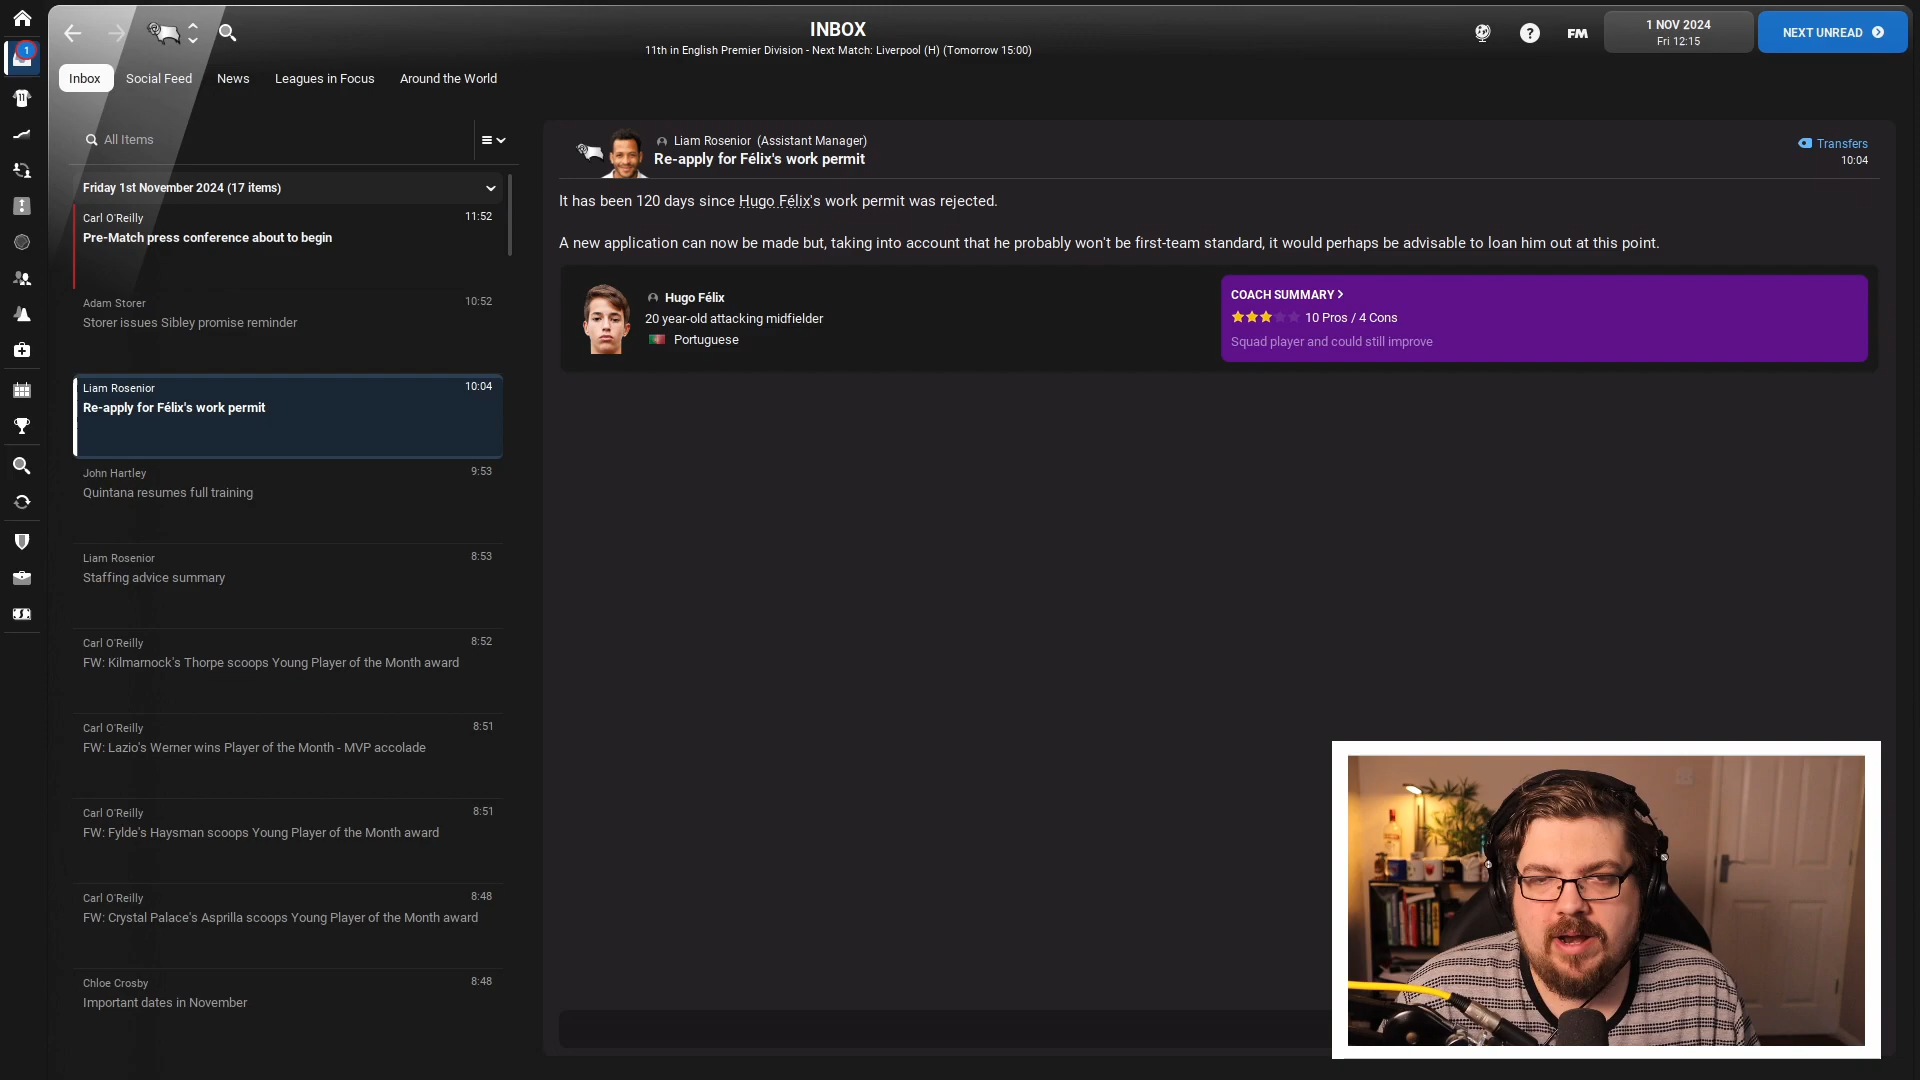 1
INBOX
11th in English Premier Division - Next Match: Liverpool (H) (Tomorrow 15:00)
?
FM
1 NOV 2024
Fri 12:15
NEXT UNREAD
Inbox
Social Feed
News
Leagues in Focus
Around the World
All Items
Friday 1st November 2024 (17 items)
Carl O'Reilly
11:52
Pre-Match press conference about to begin
Adam Storer
10:52
Storer issues Sibley promise reminder
Liam Rosenior
10:04
Re-apply for Félix's work permit
John Hartley
9:53
Quintana resumes full training
Liam Rosenior
8:53
Staffing advice summary
Carl O'Reilly
8:52
FW: Kilmarnock's Thorpe scoops Young Player of the Month award
Carl O'Reilly
8:51
FW: Lazio's Werner wins Player of the Month - MVP accolade
Carl O'Reilly
8:51
FW: Fylde's Haysman scoops Young Player of the Month award
Carl O'Reilly
8:48
FW: Crystal Palace's Asprilla scoops Young Player of the Month award
Chloe Crosby
8:48
Important dates in November
Liam Rosenior (Assistant Manager)
Re-apply for Félix's work permit
Transfers
10:04
It has been 120 days since Hugo Félix's work permit was rejected.
A new application can now be made but, taking into account that he probably won't be first-team standard, it would perhaps be advisable to loan him out at this point.
Hugo Félix
20 year-old attacking midfielder
Portuguese
COACH SUMMARY
10 Pros / 4 Cons
Squad player and could still improve